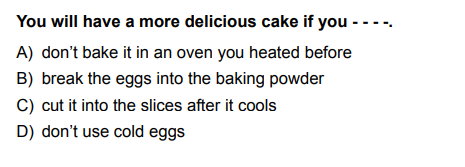 You will have a more delicious cake if you - - - -.
A) don’t bake it in an oven you heated before
B) break the eggs into the baking powder
C) cut it into the slices after it cools
D) don’t use cold eggs